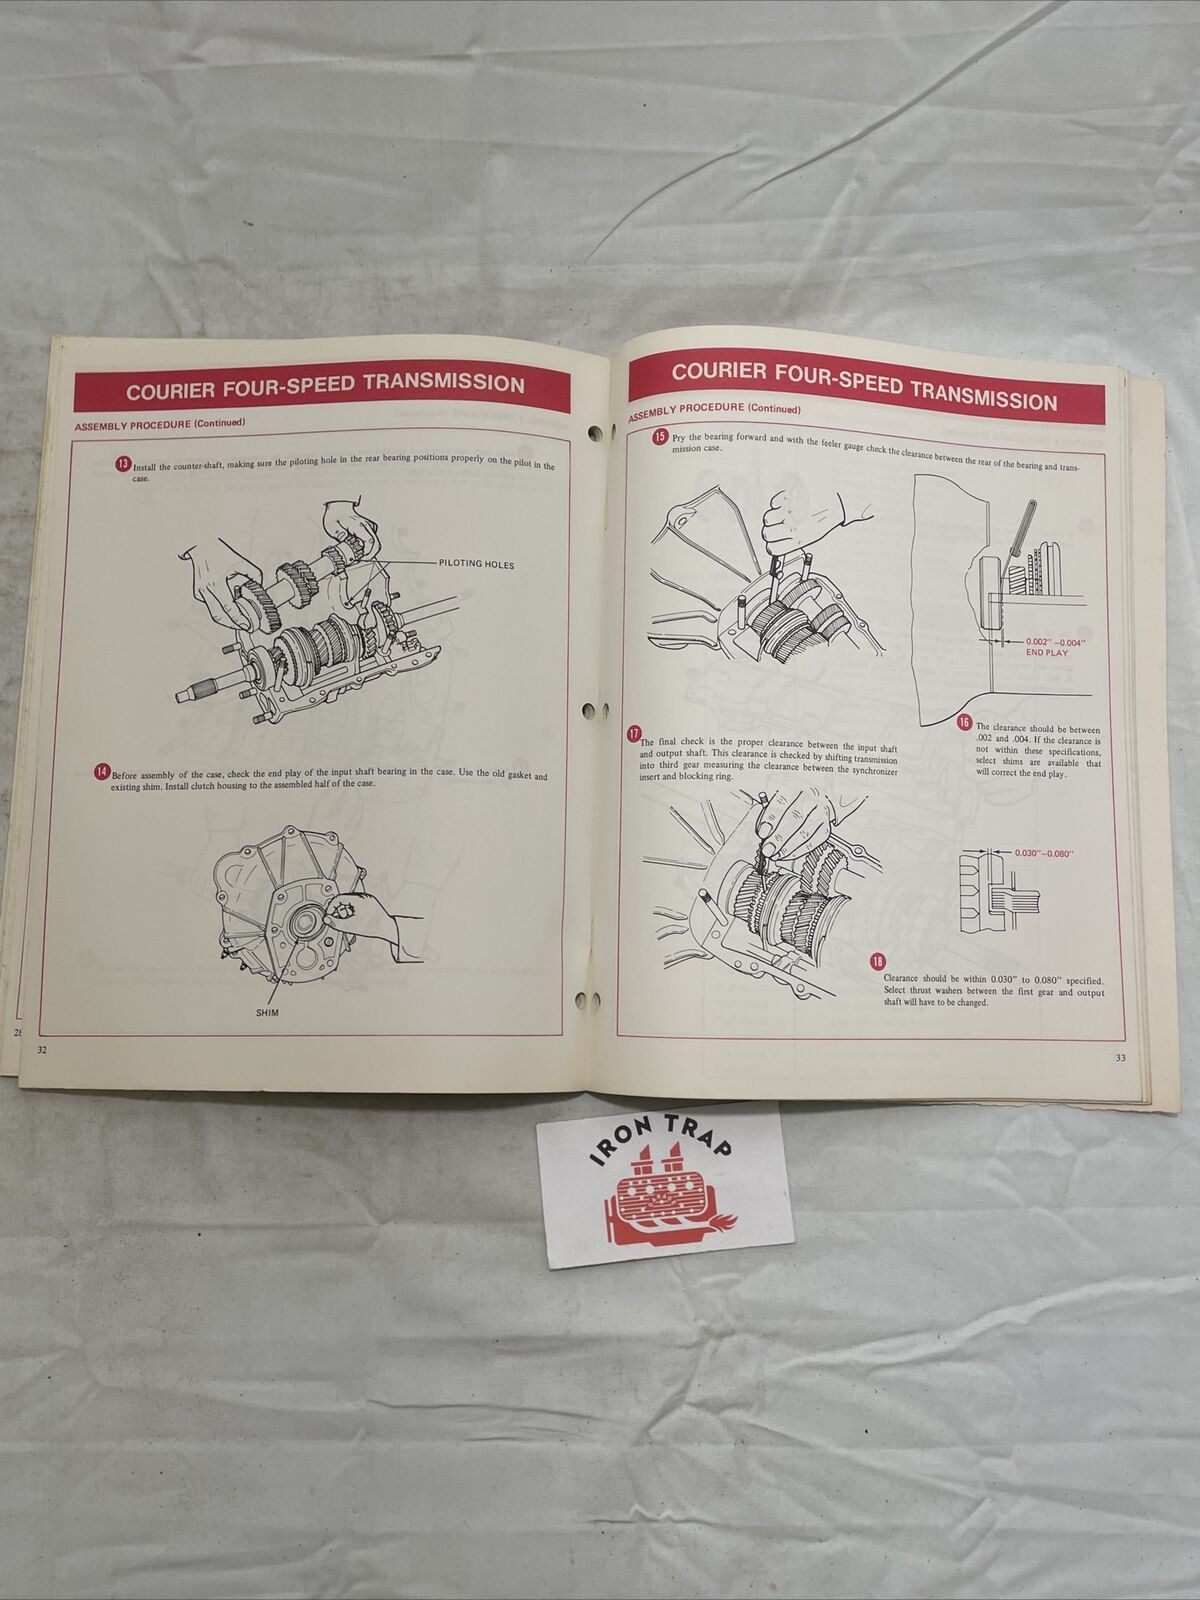 COURIER FOUR-SPEED TRANSMISSION
ASSEMBLY PROCEDURE (Continued)
13 Install the counter-shaft, making sure the piloting hole in the rear bearing positions properly on the pilot in the
case.
PILOTING HOLES
14 Before assembly of the case, check the end play of the input shaft bearing in the case. Use the old gasket and
existing shim. Install clutch housing to the assembled half of the case.
SHIM
28
32
COURIER FOUR-SPEED TRANSMISSION
ASSEMBLY PROCEDURE (Continued)
15 Pry the bearing forward and with the feeler gauge check the clearance between the rear of the bearing and trans-
mission case.
0.002" –0.004"
END PLAY
16 The clearance should be between
.002 and .004. If the clearance is
not within these specifications,
select shims are available that
will correct the end play.
17 The final check is the proper clearance between the input shaft
and output shaft. This clearance is checked by shifting transmission
into third gear measuring the clearance between the synchronizer
insert and blocking ring.
0.030"–0.080"
18 Clearance should be within 0.030" to 0.080" specified.
Select thrust washers between the first gear and output
shaft will have to be changed.
33
IRON TRAP